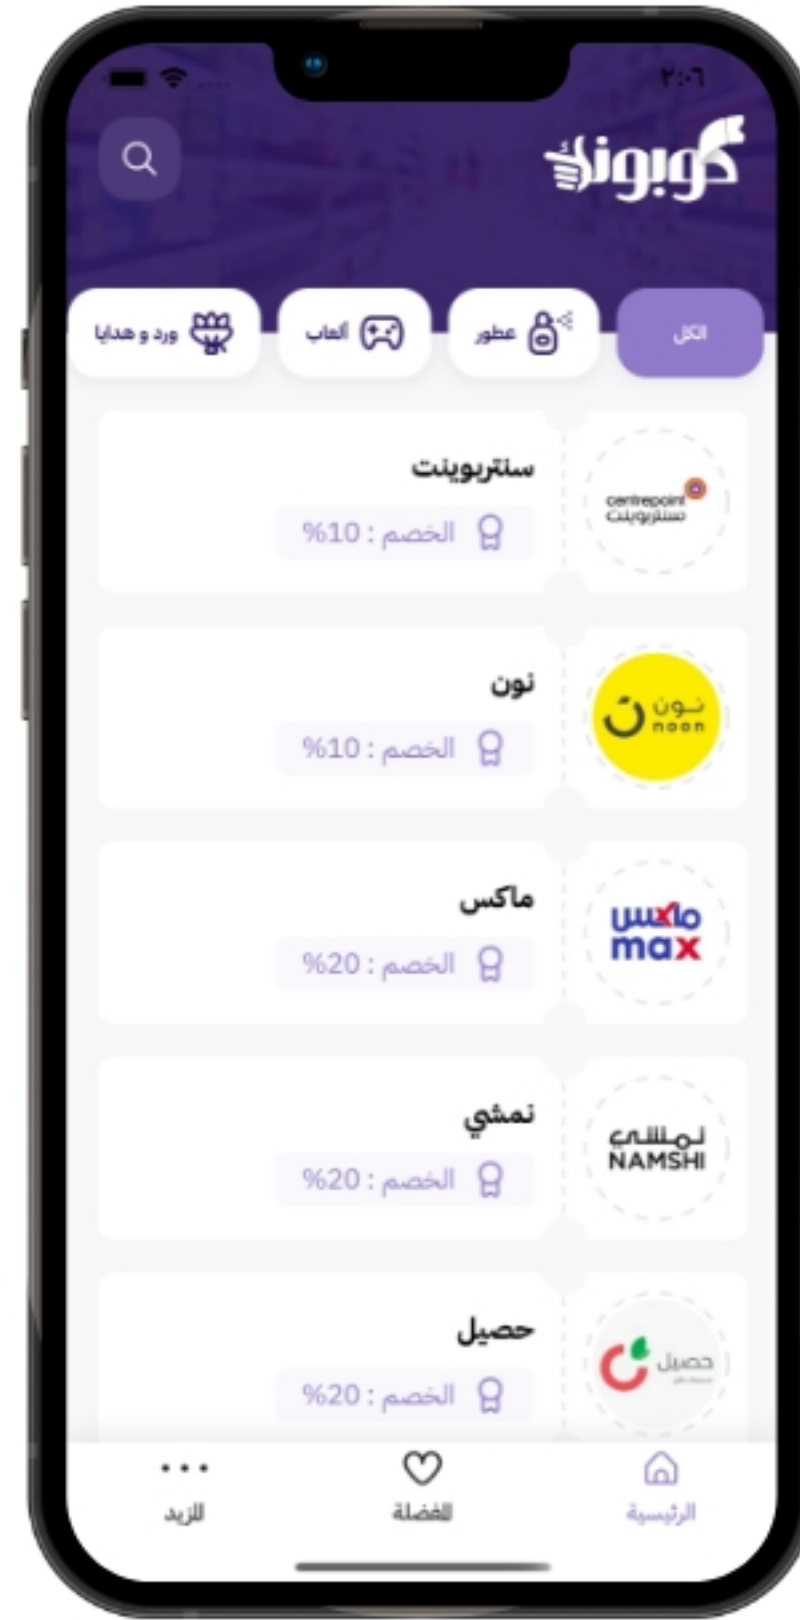 ٢:٠٦
كوبونك
الكل
عطور
ألعاب
ورد و هدايا
centrepoint
سنتربوينت
سنتربوينت
الخصم : 10%
نون
noon
نون
الخصم : 10%
ماكس
max
ماكس
الخصم : 20%
نمشي
NAMSHI
نمشي
الخصم : 20%
حصيل
حصيل
الخصم : 20%
الرئيسية
المفضلة
المزيد